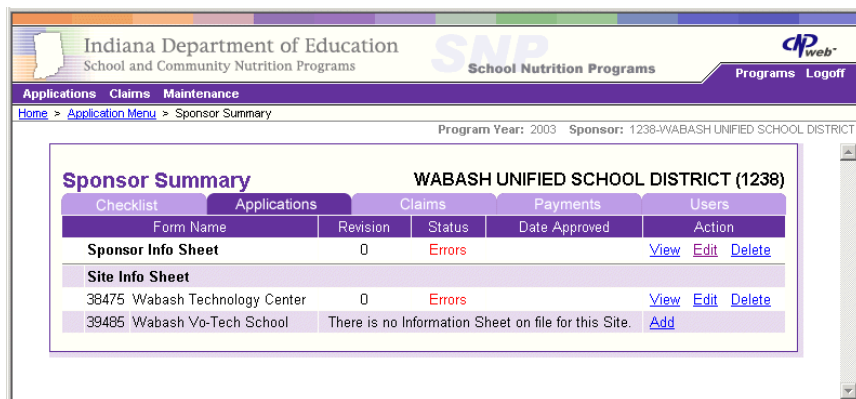 Indiana Department of Education
School and Community Nutrition Programs
SNP
School Nutrition Programs
CNPweb
Programs Logoff
Applications Claims Maintenance
Home > Application Menu > Sponsor Summary
Program Year: 2003 Sponsor: 1238-WABASH UNIFIED SCHOOL DISTRICT
Sponsor Summary WABASH UNIFIED SCHOOL DISTRICT (1238)
Checklist Applications Claims Payments Users
Form Name Revision Status Date Approved Action
Sponsor Info Sheet 0 Errors View Edit Delete
Site Info Sheet
38475 Wabash Technology Center 0 Errors View Edit Delete
39485 Wabash Vo-Tech School There is no Information Sheet on file for this Site. Add